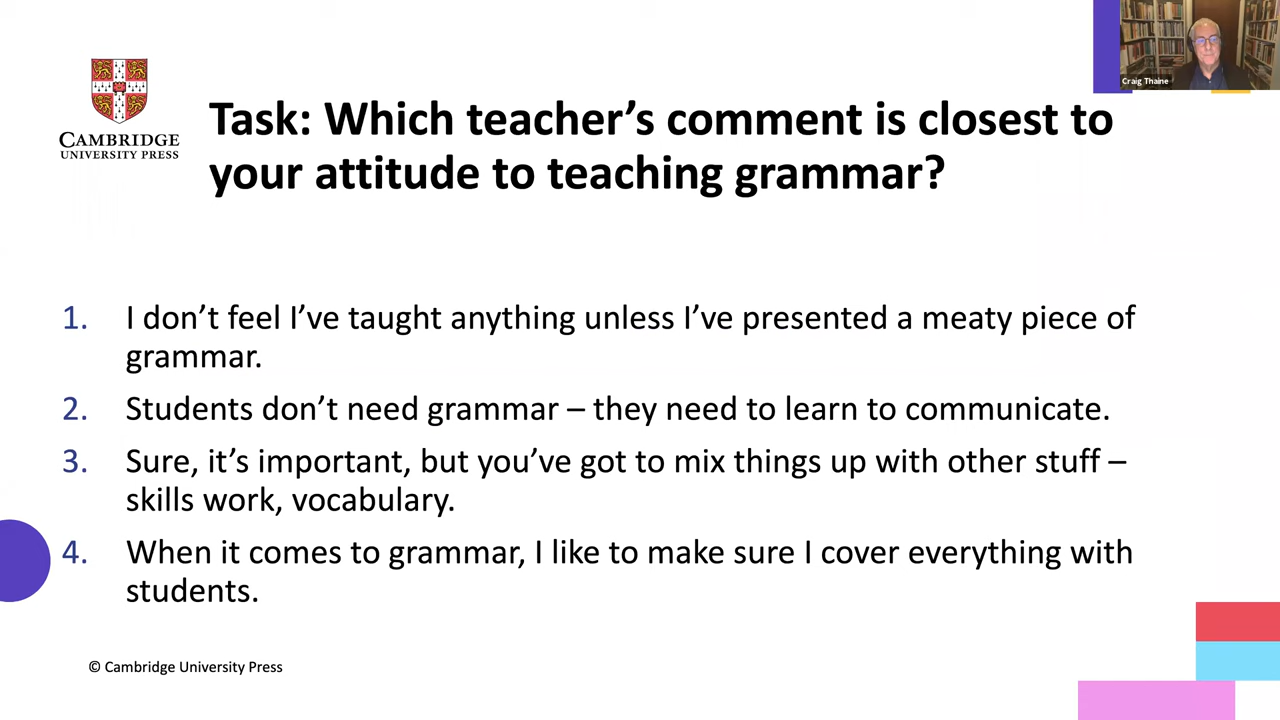 Craig Thaine
CAMBRIDGE
UNIVERSITY PRESS
Task: Which teacher’s comment is closest to
your attitude to teaching grammar?
1. I don’t feel I’ve taught anything unless I’ve presented a meaty piece of
grammar.
2. Students don’t need grammar – they need to learn to communicate.
3. Sure, it’s important, but you’ve got to mix things up with other stuff –
skills work, vocabulary.
4. When it comes to grammar, I like to make sure I cover everything with
students.
© Cambridge University Press